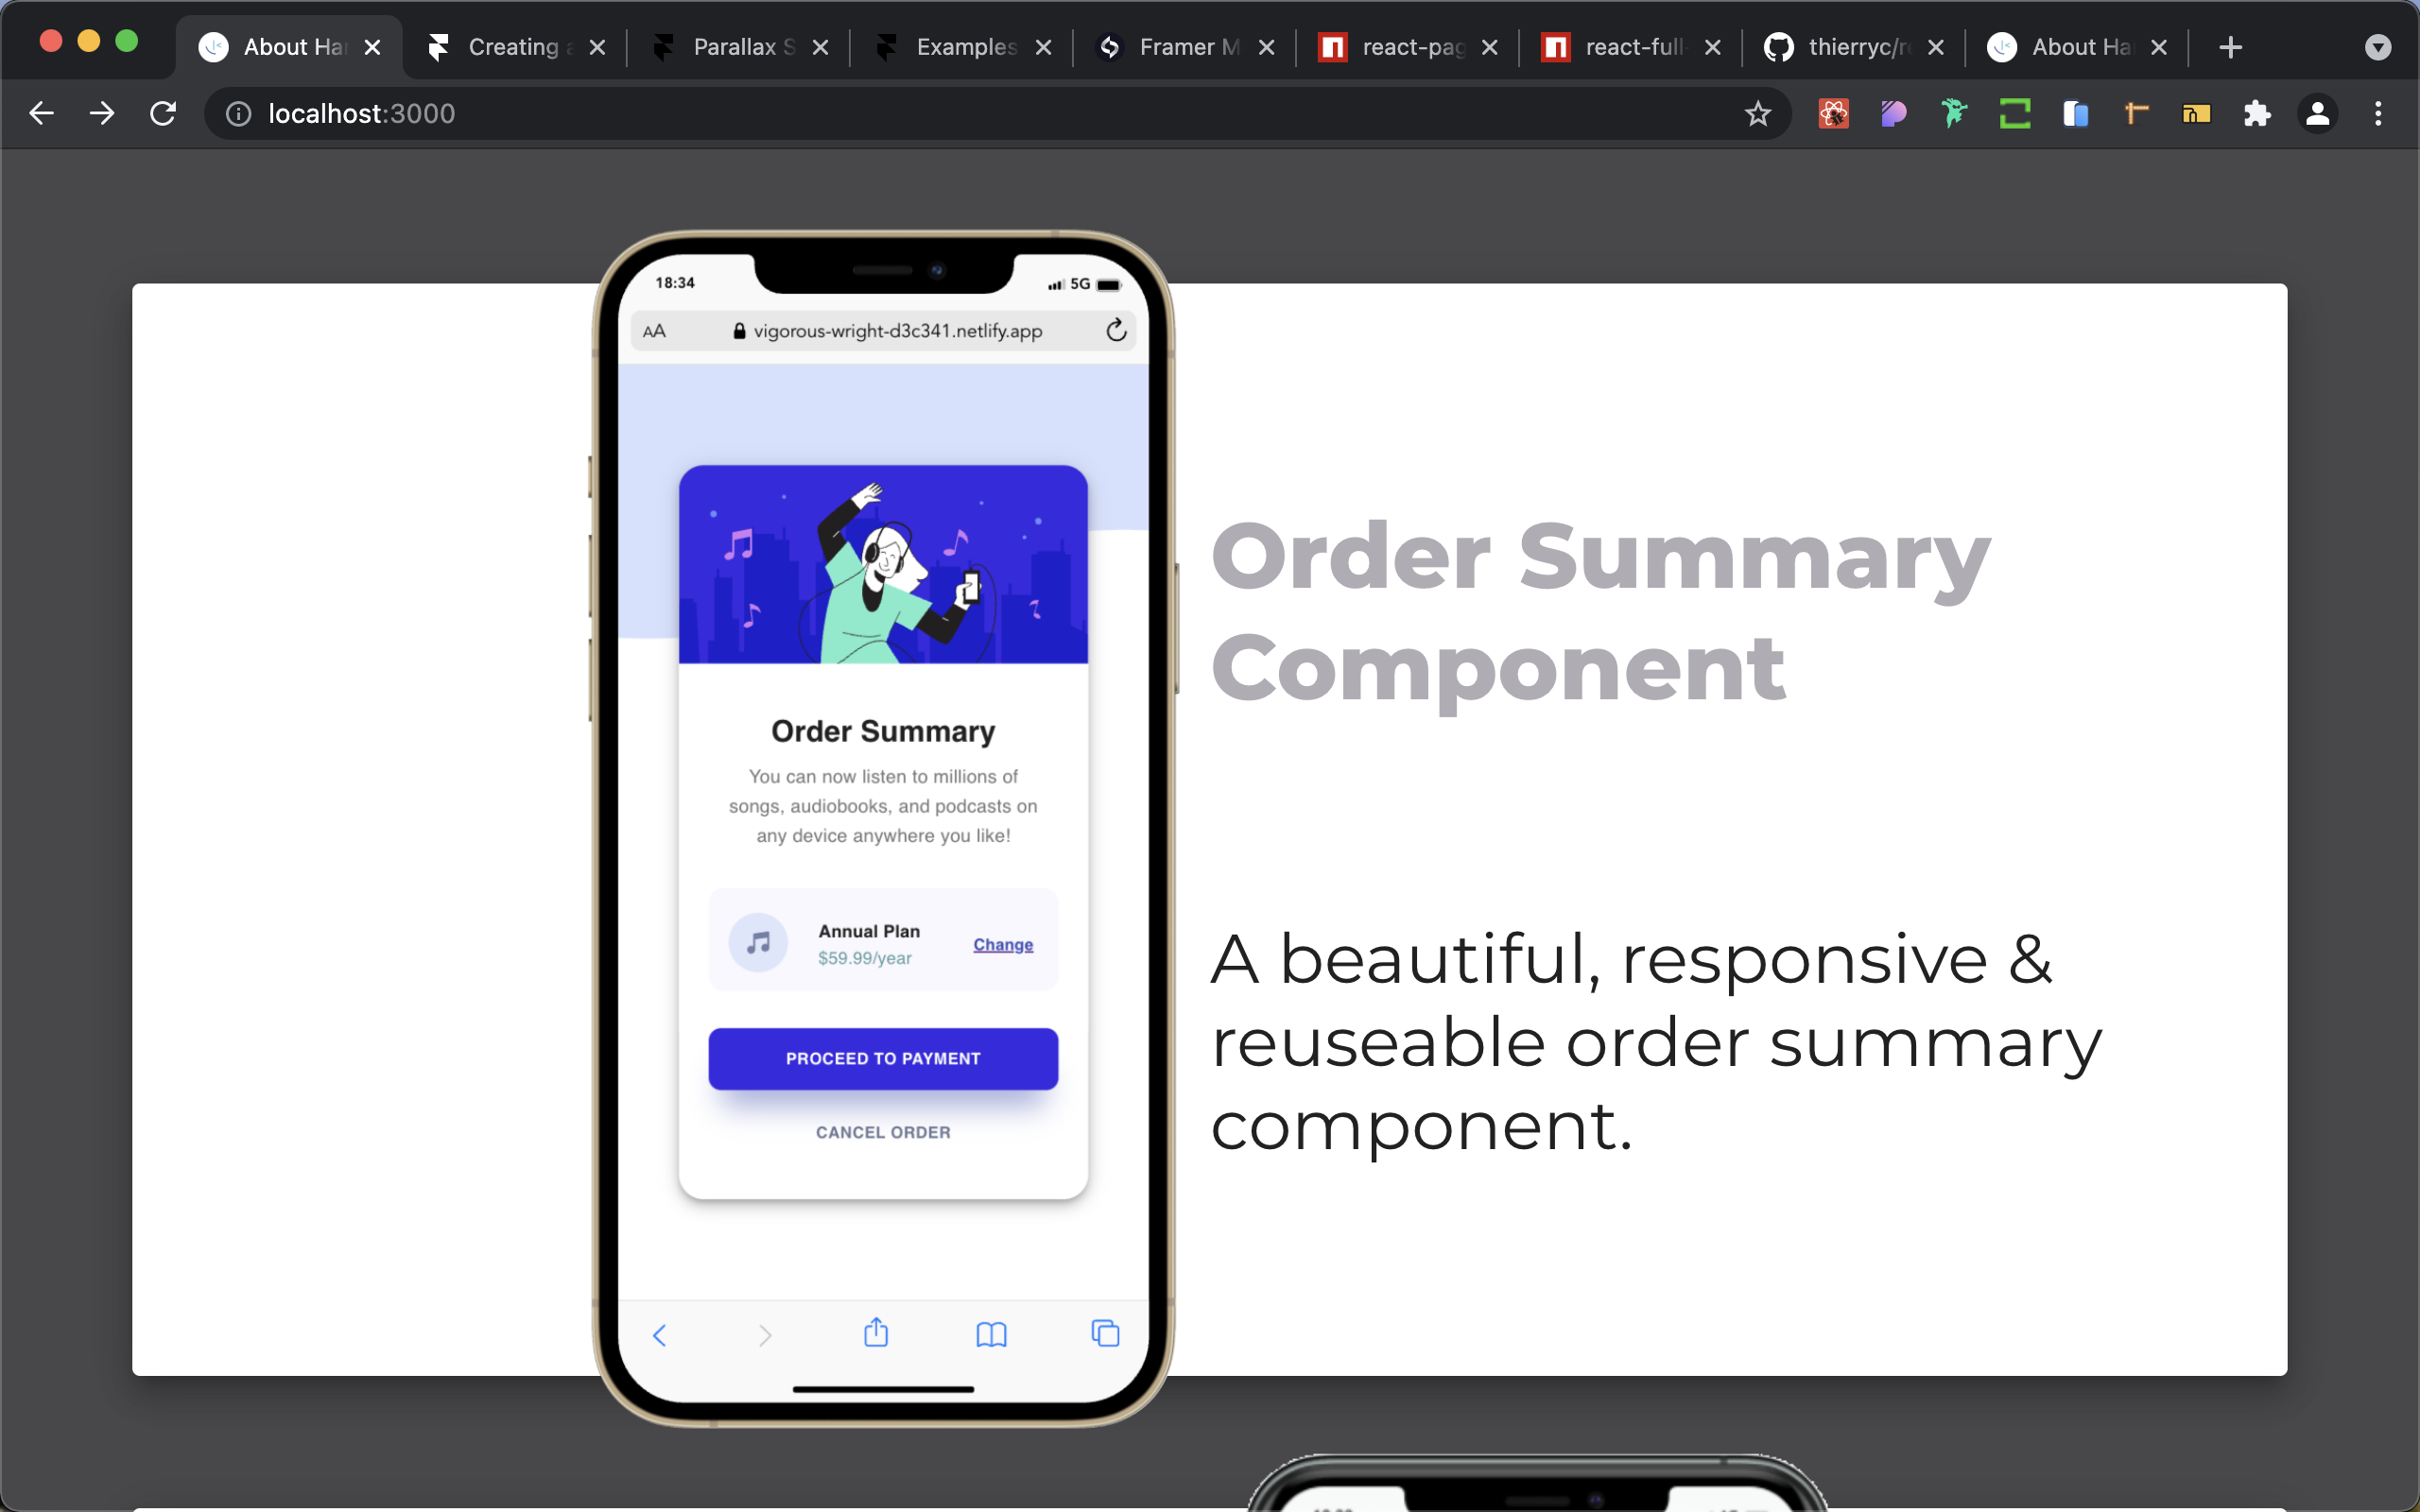 About Ha
Creating
Parallax S
Examples
Framer M
react-pag
react-full
thierryc/re
About Ha
localhost:3000
18:34
5G
AA
vigorous-wright-d3c341.netlify.app
Order Summary
You can now listen to millions of
songs, audiobooks, and podcasts on
any device anywhere you like!
Annual Plan
$59.99/year
Change
PROCEED TO PAYMENT
CANCEL ORDER
Order Summary
Component
A beautiful, responsive &
reuseable order summary
component.